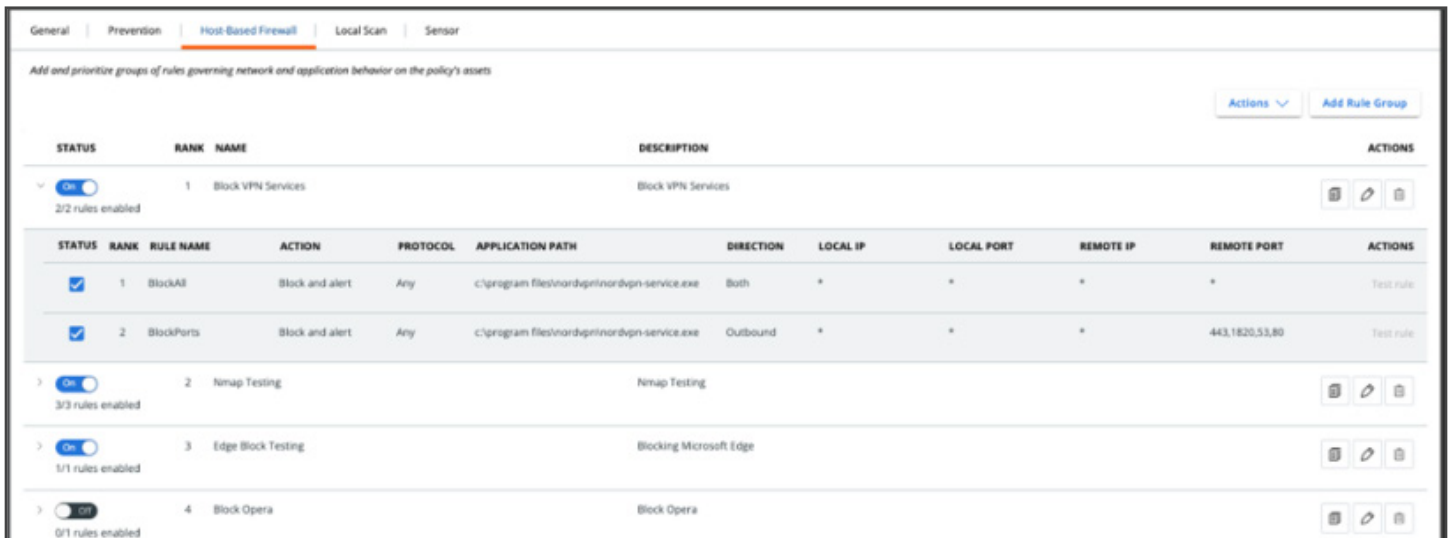 General Prevention Host-Based Firewall Local Scan Sensor
Add and prioritize groups of rules governing network and application behavior on the policy's assets
Actions Add Rule Group
STATUS RANK NAME DESCRIPTION ACTIONS
On 1 Block VPN Services Block VPN Services
2/2 rules enabled
STATUS RANK RULE NAME ACTION PROTOCOL APPLICATION PATH DIRECTION LOCAL IP LOCAL PORT REMOTE IP REMOTE PORT ACTIONS
1 BlockAll Block and alert Any c:\program files\nordvpn\nordvpn-service.exe Both * * * * Test rule
2 BlockPorts Block and alert Any c:\program files\nordvpn\nordvpn-service.exe Outbound * * * 443,1820,53,80 Test rule
On 2 Nmap Testing Nmap Testing
3/3 rules enabled
On 3 Edge Block Testing Blocking Microsoft Edge
1/1 rules enabled
Off 4 Block Opera Block Opera
0/1 rules enabled